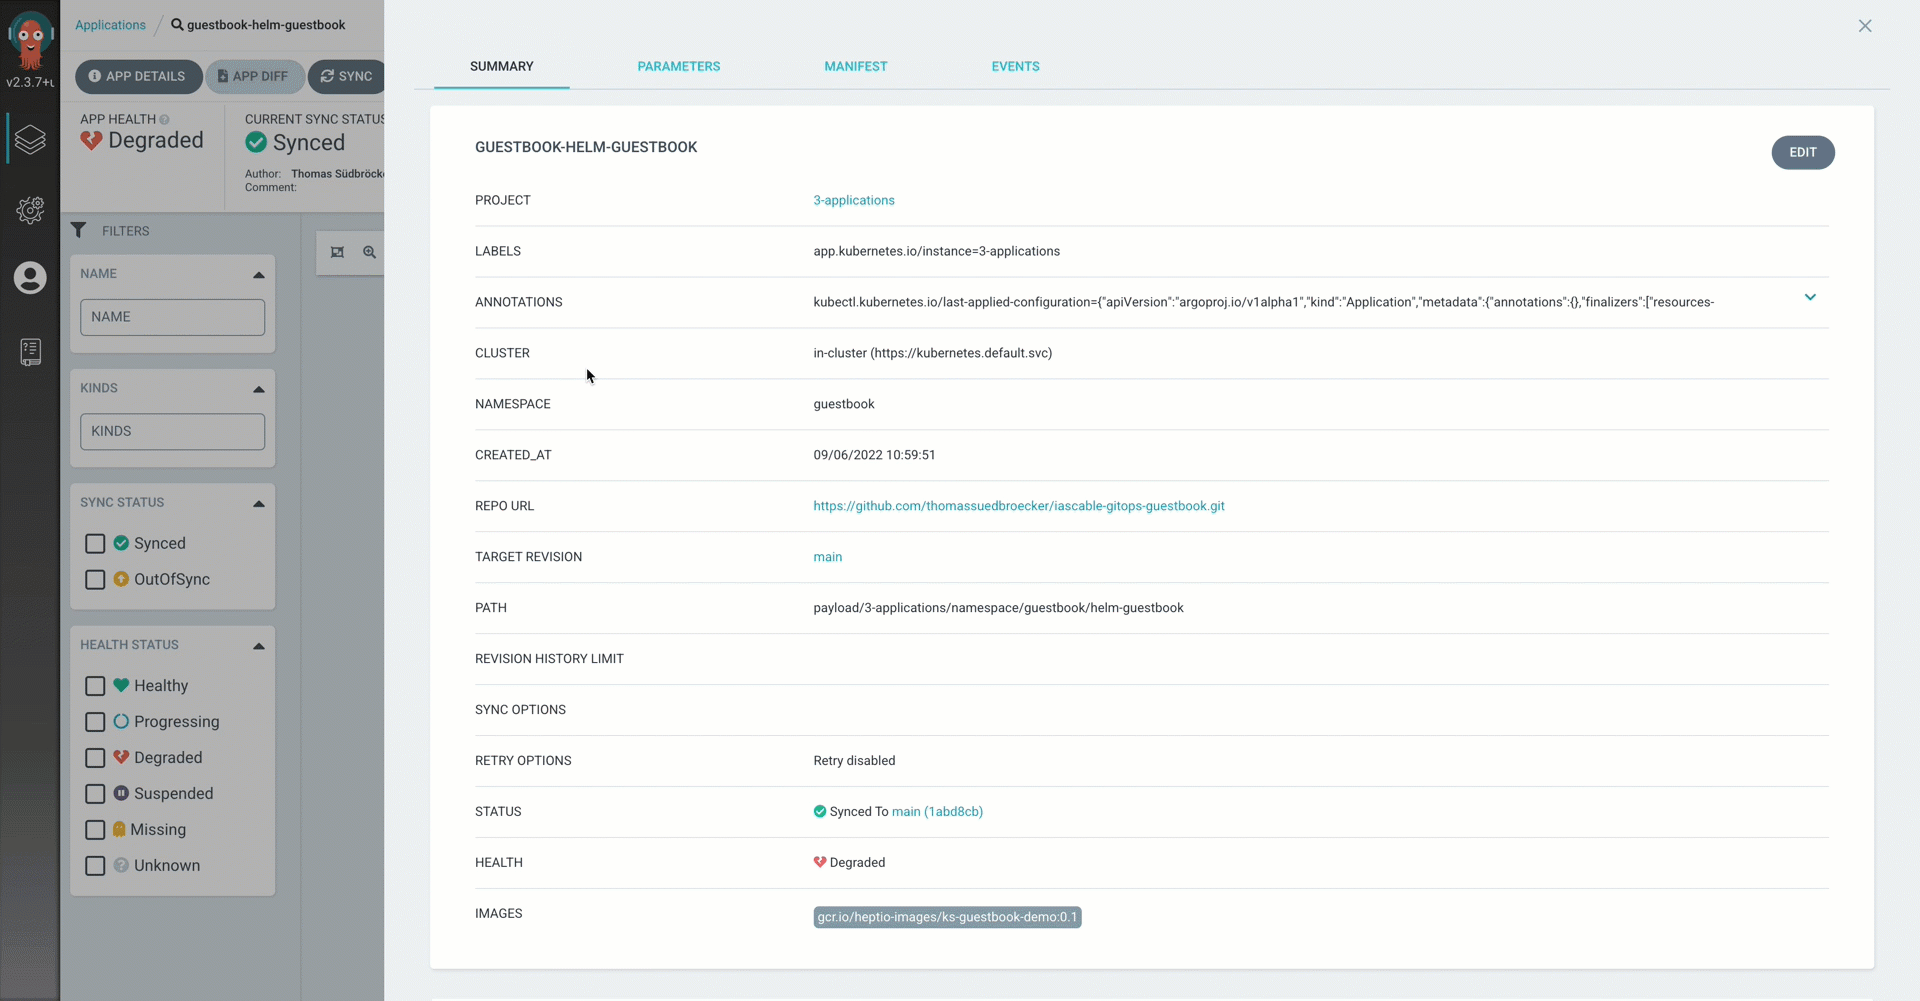 Applications / guestbook-helm-guestbook
v2.3.7+
APP DETAILS
APP DIFF
SYNC
APP HEALTH
Degraded
CURRENT SYNC STATUS
Synced
Author: Thomas Südbröck
Comment:
FILTERS
NAME
NAME
KINDS
KINDS
SYNC STATUS
Synced
OutOfSync
HEALTH STATUS
Healthy
Progressing
Degraded
Suspended
Missing
Unknown
SUMMARY
PARAMETERS
MANIFEST
EVENTS
GUESTBOOK-HELM-GUESTBOOK
EDIT
PROJECT 3-applications
LABELS app.kubernetes.io/instance=3-applications
ANNOTATIONS kubectl.kubernetes.io/last-applied-configuration={"apiVersion":"argoproj.io/v1alpha1","kind":"Application","metadata":{"annotations":{},"finalizers":["resources-
CLUSTER in-cluster (https://kubernetes.default.svc)
NAMESPACE guestbook
CREATED_AT 09/06/2022 10:59:51
REPO URL https://github.com/thomassuedbroecker/iascable-gitops-guestbook.git
TARGET REVISION main
PATH payload/3-applications/namespace/guestbook/helm-guestbook
REVISION HISTORY LIMIT
SYNC OPTIONS
RETRY OPTIONS Retry disabled
STATUS Synced To main (1abd8cb)
HEALTH Degraded
IMAGES gcr.io/heptio-images/ks-guestbook-demo:0.1